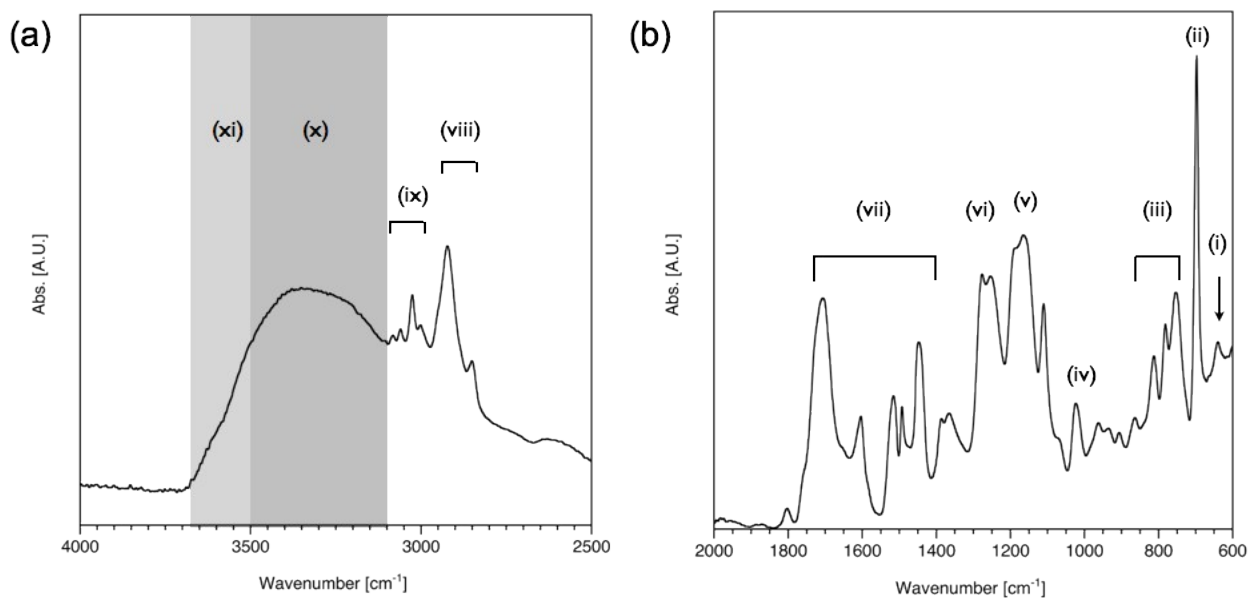 (a)
(xi) (x) (viii)
(ix)
Abs. [A.U.]
4000 3500 3000 2500
Wavenumber [cm-1]
(b)
(ii)
(vii) (vi) (v) (iii)
(i)
(iv)
Abs. [A.U.]
2000 1800 1600 1400 1200 1000 800 600
Wavenumber [cm-1]